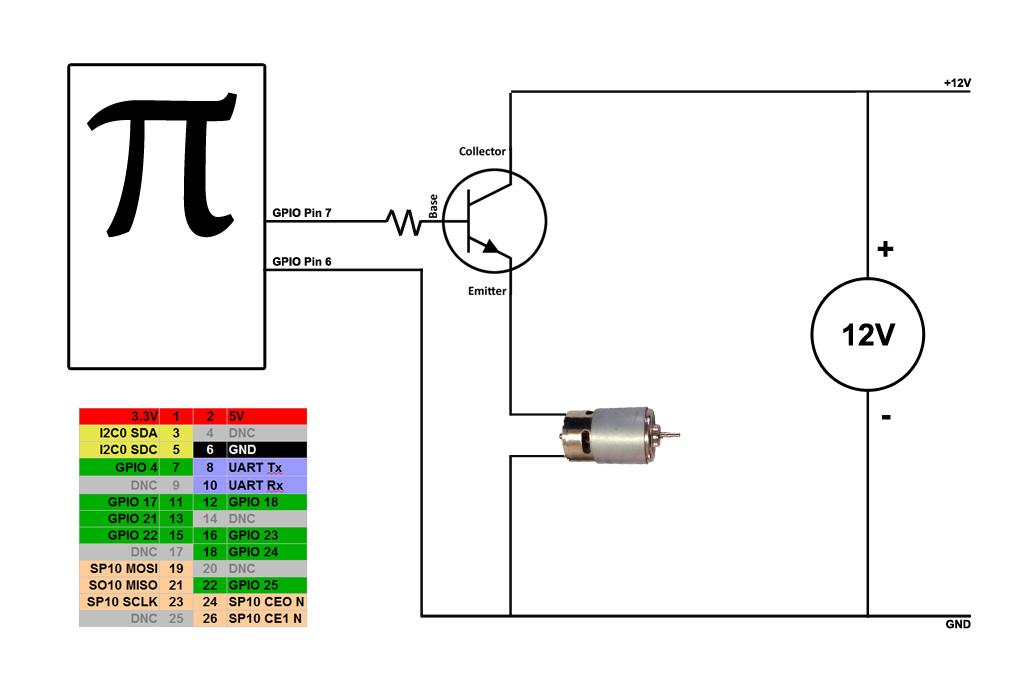 π
+12V
Collector
Base
GPIO Pin 7
GPIO Pin 6
Emitter
+
12V
-
3.3V 1 2 5V
I2C0 SDA 3 4 DNC
I2C0 SDC 5 6 GND
GPIO 4 7 8 UART Tx
DNC 9 10 UART Rx
GPIO 17 11 12 GPIO 18
GPIO 21 13 14 DNC
GPIO 22 15 16 GPIO 23
DNC 17 18 GPIO 24
SP10 MOSI 19 20 DNC
SO10 MISO 21 22 GPIO 25
SP10 SCLK 23 24 SP10 CEO N
DNC 25 26 SP10 CE1 N
GND